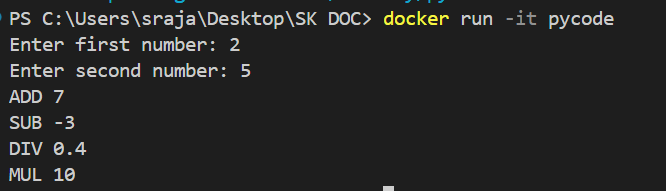 PS C:\Users\sraja\Desktop\SK DOC> docker run -it pycode
Enter first number: 2
Enter second number: 5
ADD 7
SUB -3
DIV 0.4
MUL 10